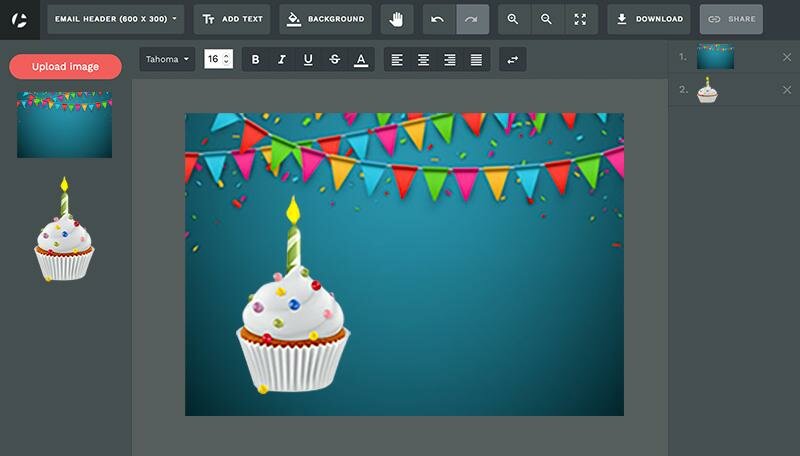 EMAIL HEADER (600 X 300)
ADD TEXT
BACKGROUND
DOWNLOAD
SHARE
Upload image
Tahoma
16
B I U S A
1.
2.